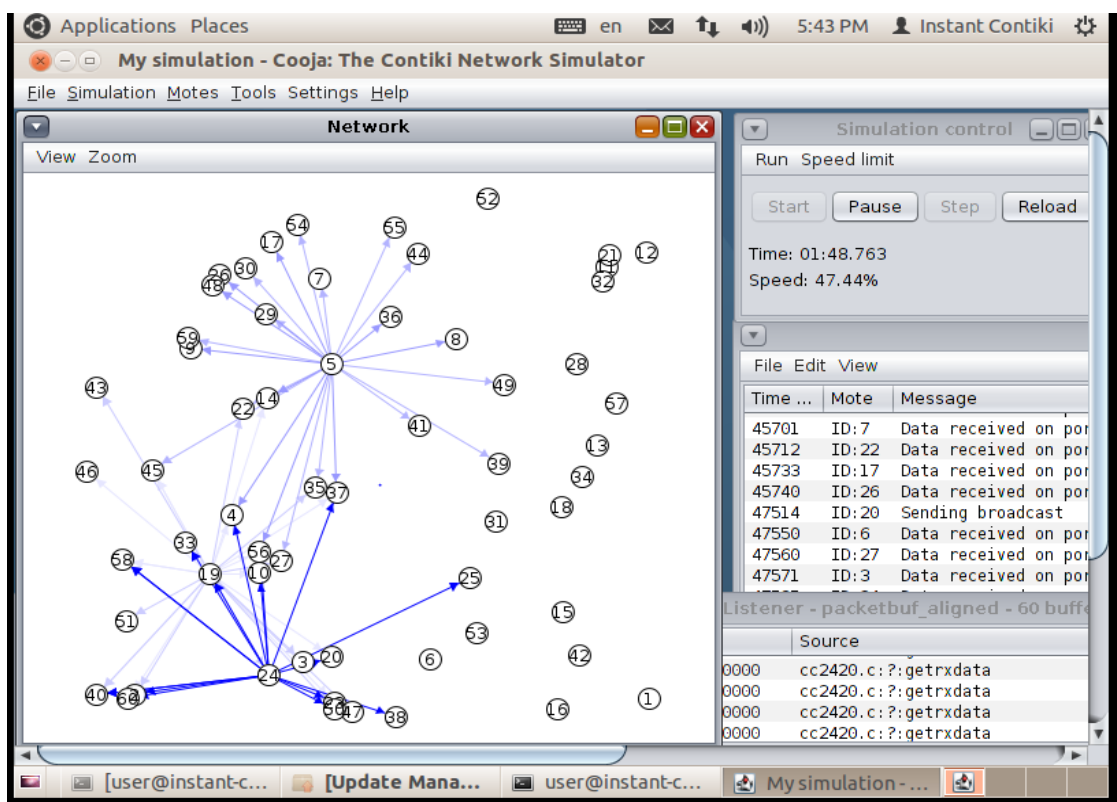 Applications Places en 5:43 PM Instant Contiki
My simulation - Cooja: The Contiki Network Simulator
File Simulation Motes Tools Settings Help
Network
View Zoom
52
54
55
17
44
21
12
11
26
30
7
32
48
29
36
59
8
9
5
28
49
43
14
57
22
41
13
46
45
39
34
35
37
18
4
31
33
56
58
27
19
10
25
15
51
53
3
20
6
42
24
40
2
1
23
50
47
38
16
Simulation control
Run Speed limit
Start Pause Step Reload
Time: 01:48.763
Speed: 47.44%
File Edit View
Time ... Mote Message
45701 ID:7 Data received on por
45712 ID:22 Data received on por
45733 ID:17 Data received on por
45740 ID:26 Data received on por
47514 ID:20 Sending broadcast
47550 ID:6 Data received on por
47560 ID:27 Data received on por
47571 ID:3 Data received on por
Listener - packetbuf_aligned - 60 buffe
Source
0000 cc2420.c:?:getrxdata
0000 cc2420.c:?:getrxdata
0000 cc2420.c:?:getrxdata
0000 cc2420.c:?:getrxdata
[user@instant-c... [Update Mana... user@instant-c... My simulation - ...